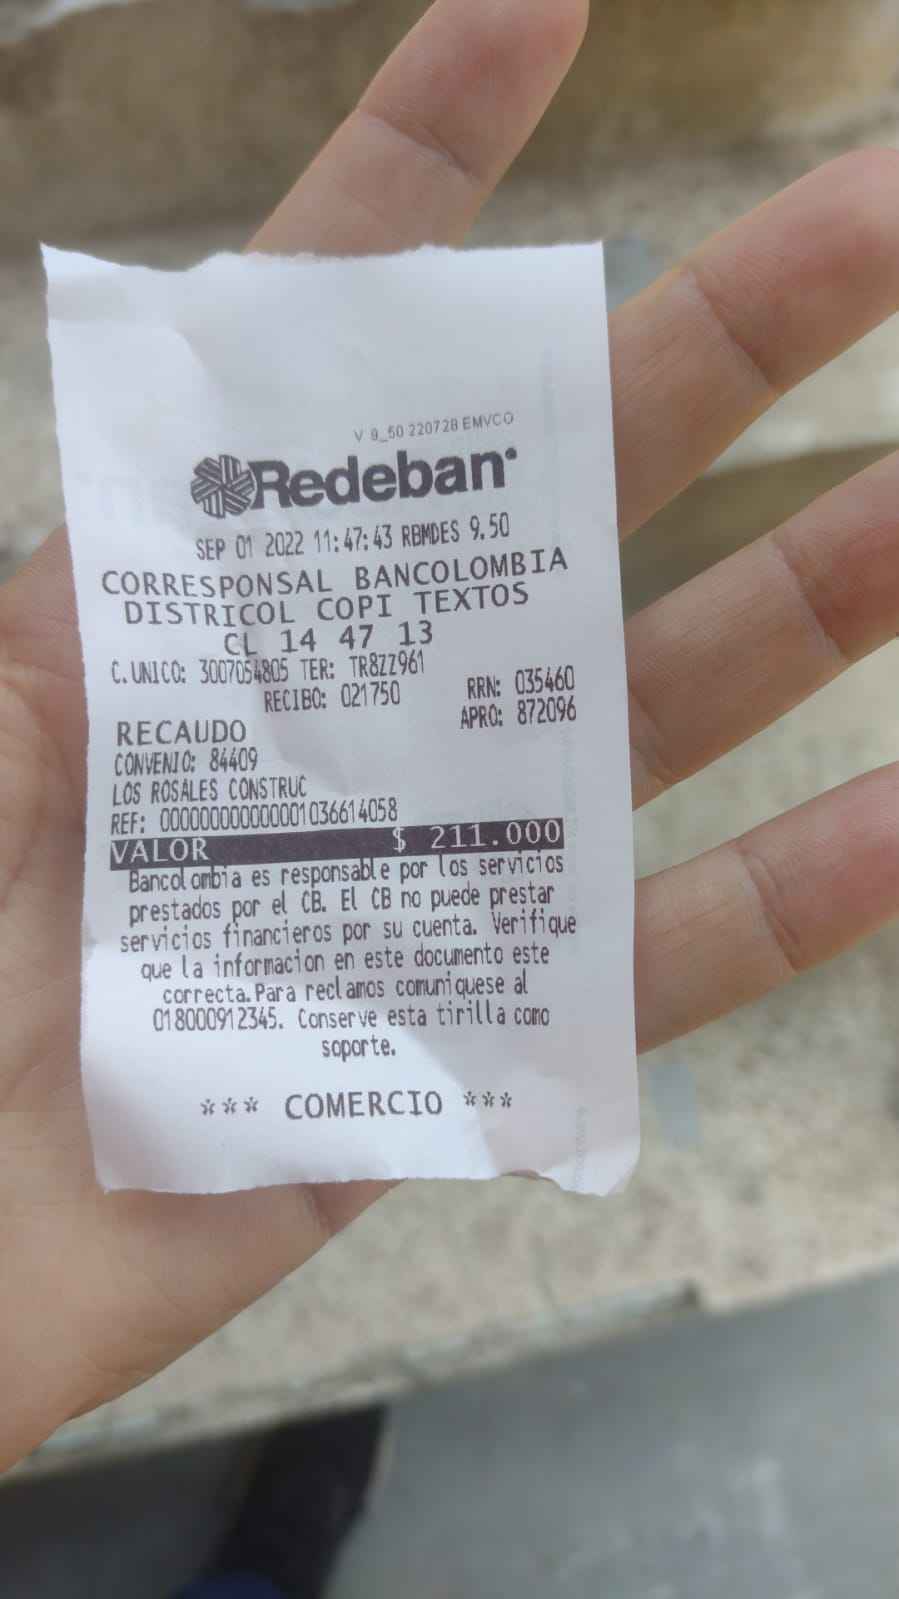 V 9_50 220728 EMVCO
Redeban
SEP 01 2022 11:47:43 RBMDES 9.50
CORRESPONSAL BANCOLOMBIA
DISTRICOL COPI TEXTOS
CL 14 47 13
C.UNICO: 3007054805 TER: TR8ZZ961
RECIBO: 021750 RRN: 035460
RECAUDO APRO: 872096
CONVENIO: 84409
LOS ROSALES CONSTRUC
REF: 00000000000001036614058
VALOR $ 211.000
Bancolombia es responsable por los servicios
prestados por el CB. El CB no puede prestar
servicios financieros por su cuenta. Verifique
que la informacion en este documento este
correcta.Para reclamos comuniquese al
018000912345. Conserve esta tirilla como
soporte.
*** COMERCIO ***